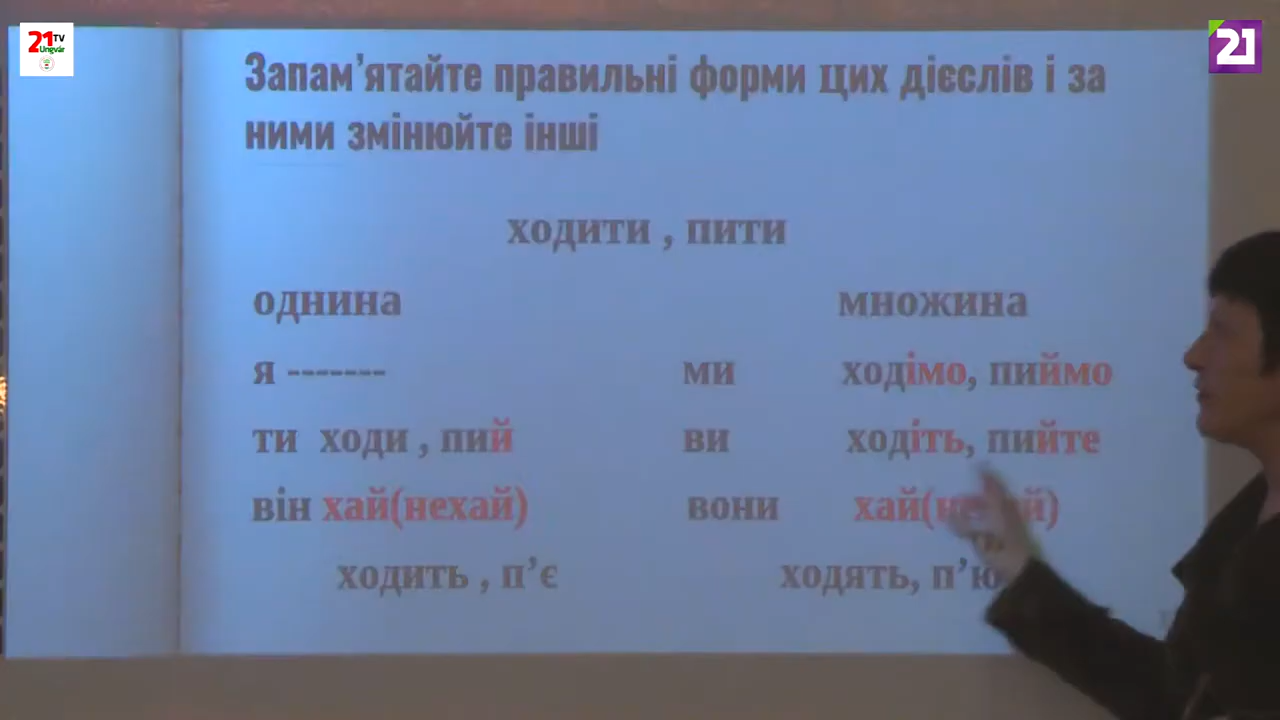 21 TV
Ungvár
21
Запам’ятайте правильні форми цих дієслів і за
ними змінюйте інші
ходити , пити
однина множина
я ------- ми ходімо, пиймо
ти ходи , пий ви ходіть, пийте
він хай(нехай) вони
ходить , п’є ходять,